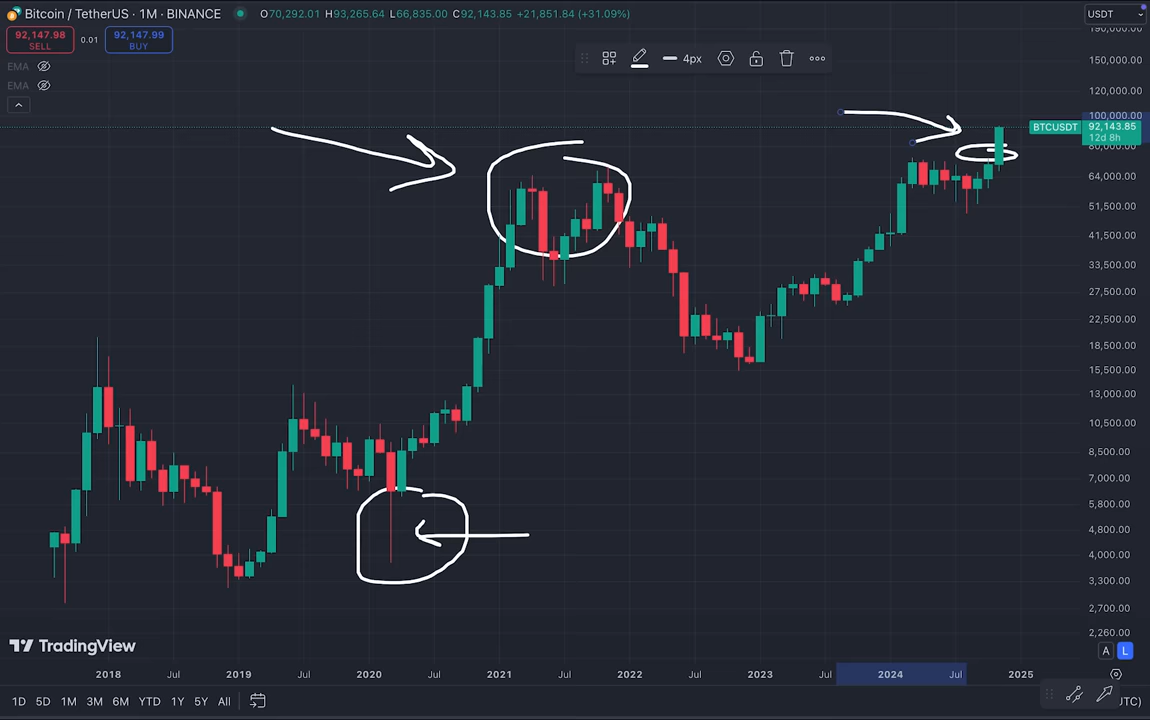 Bitcoin / TetherUS · 1M · BINANCE O70,292.01 H93,265.64 L66,835.00 C92,143.85 +21,851.84 (+31.09%) USDT
92,147.98 0.01 92,147.99
SELL BUY
4px
EMA
EMA
190,000.00
150,000.00
120,000.00
100,000.00
BTCUSDT 92,143.85
12d 8h
80,000.00
64,000.00
51,500.00
41,500.00
33,500.00
27,500.00
22,500.00
18,500.00
15,500.00
13,000.00
10,500.00
8,500.00
7,000.00
5,800.00
4,800.00
4,000.00
3,300.00
2,700.00
2,260.00
TradingView
A L
2018 Jul 2019 Jul 2020 Jul 2021 Jul 2022 Jul 2023 Jul 2024 Jul 2025
1D 5D 1M 3M 6M YTD 1Y 5Y All UTC)